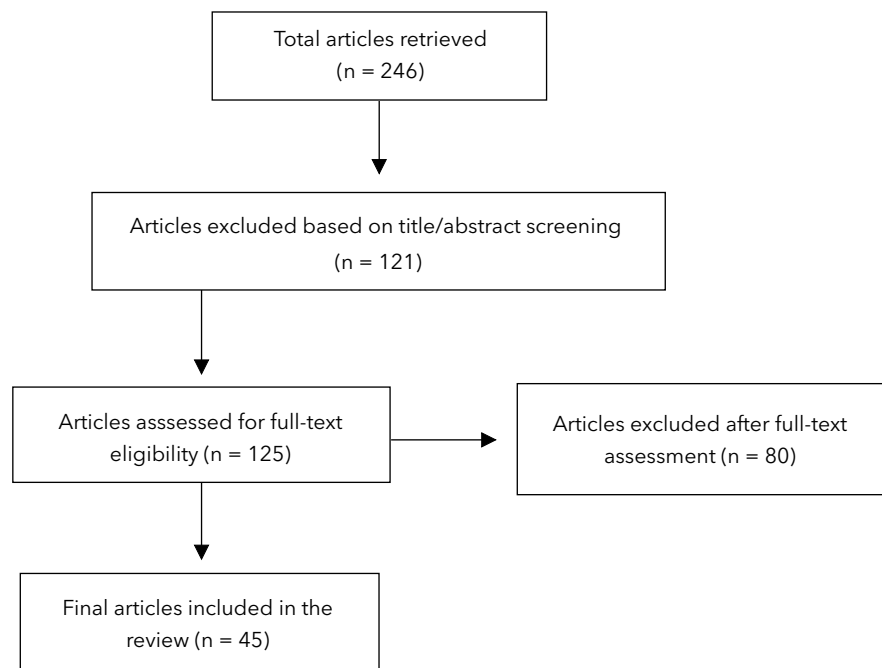 Total articles retrieved
(n = 246)
Articles excluded based on title/abstract screening
(n = 121)
Articles asssessed for full-text
eligibility (n = 125)
Articles excluded after full-text
assessment (n = 80)
Final articles included in the
review (n = 45)